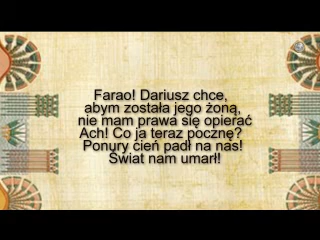 Farao! Dariusz chce,
abym została jego żoną,
nie mam prawa się opierać
Ach! Co ja teraz pocznę?
Ponury cień padł na nas!
Świat nam umarł!